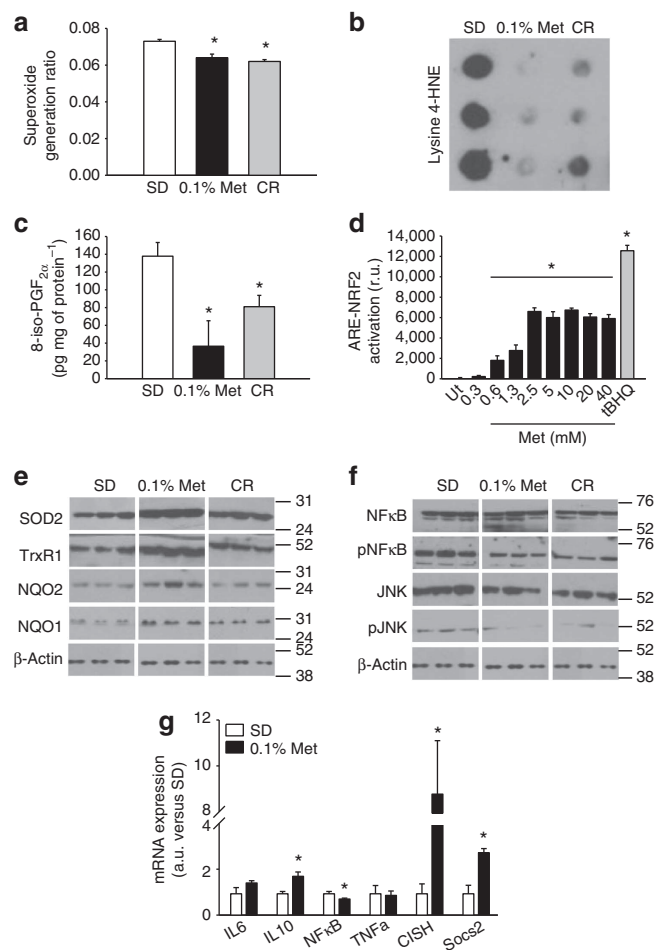 a
0.08
0.06
0.04
0.02
0.00
Superoxide
generation ratio
*
*
SD 0.1% Met CR
b
SD 0.1% Met CR
Lysine 4-HNE
c
160
140
120
100
80
60
40
20
0
8-iso-PGF2α
(pg mg of protein−1)
*
*
SD 0.1% Met CR
d
14,000
12,000
10,000
8,000
6,000
4,000
2,000
0
ARE-NRF2
activation (r.u.)
*
*
Ut 0.3 0.6 1.3 2.5 5 10 20 40 tBHQ
Met (mM)
e
SD 0.1% Met CR
SOD2
31
24
TrxR1
52
NQO2
31
24
NQO1
31
24
β-Actin
52
38
f
SD 0.1% Met CR
NFκB
76
52
pNFκB
76
JNK
52
pJNK
52
β-Actin
52
38
g
12
10
8
4
2
0
mRNA expression
(a.u. versus SD)
SD
0.1% Met
*
*
*
*
IL6 IL10 NFκB TNFa CISH Socs2